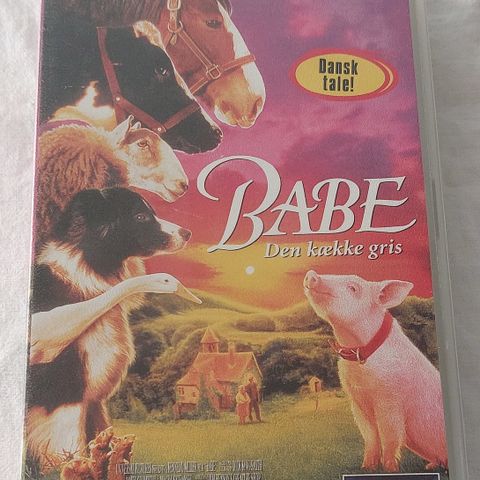 Dansk
tale!
BABE
Den kække gris